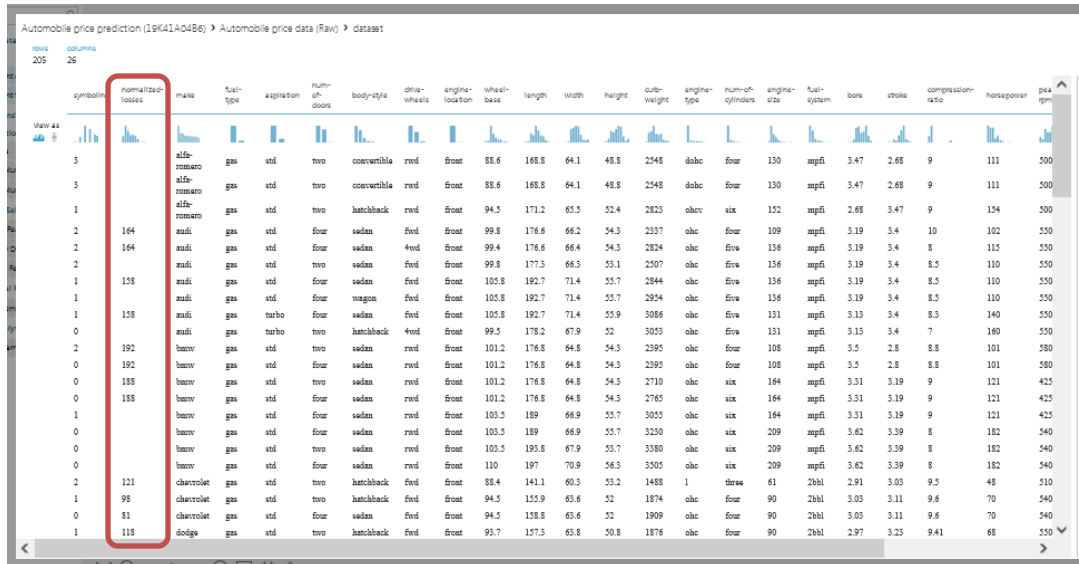 Automobile price prediction (19K41A04B6) > Automobile price data (Raw) > dataset
rows columns
205 26
symboling normalized-losses make fuel-type aspiration num-of-doors body-style drive-wheels engine-location wheel-base length width height curb-weight engine-type num-of-cylinders engine-size fuel-system bore stroke compression-ratio horsepower pea rpm
view as
3 alfa-romero gas std two convertible rwd front 88.6 168.8 64.1 48.8 2548 dohc four 130 mpfi 3.47 2.68 9 111 500
3 alfa-romero gas std two convertible rwd front 88.6 168.8 64.1 48.8 2548 dohc four 130 mpfi 3.47 2.68 9 111 500
1 alfa-romero gas std two hatchback rwd front 94.5 171.2 65.5 52.4 2823 ohcv six 152 mpfi 2.68 3.47 9 154 500
2 164 audi gas std four sedan fwd front 99.8 176.6 66.2 54.3 2337 ohc four 109 mpfi 3.19 3.4 10 102 550
2 164 audi gas std four sedan 4wd front 99.4 176.6 66.4 54.3 2824 ohc five 136 mpfi 3.19 3.4 8 115 550
2 audi gas std two sedan fwd front 99.8 177.3 66.3 53.1 2507 ohc five 136 mpfi 3.19 3.4 8.5 110 550
1 158 audi gas std four sedan fwd front 105.8 192.7 71.4 55.7 2844 ohc five 136 mpfi 3.19 3.4 8.5 110 550
1 audi gas std four wagon fwd front 105.8 192.7 71.4 55.7 2954 ohc five 136 mpfi 3.19 3.4 8.5 110 550
1 158 audi gas turbo four sedan fwd front 105.8 192.7 71.4 55.9 3086 ohc five 131 mpfi 3.13 3.4 8.3 140 550
0 audi gas turbo two hatchback 4wd front 99.5 178.2 67.9 52 3053 ohc five 131 mpfi 3.13 3.4 7 160 550
2 192 bmw gas std two sedan rwd front 101.2 176.8 64.8 54.3 2395 ohc four 108 mpfi 3.5 2.8 8.8 101 580
0 192 bmw gas std four sedan rwd front 101.2 176.8 64.8 54.3 2395 ohc four 108 mpfi 3.5 2.8 8.8 101 580
0 188 bmw gas std two sedan rwd front 101.2 176.8 64.8 54.3 2710 ohc six 164 mpfi 3.31 3.19 9 121 425
0 188 bmw gas std four sedan rwd front 101.2 176.8 64.8 54.3 2765 ohc six 164 mpfi 3.31 3.19 9 121 425
1 bmw gas std four sedan rwd front 103.5 189 66.9 55.7 3055 ohc six 164 mpfi 3.31 3.19 9 121 425
0 bmw gas std four sedan rwd front 103.5 189 66.9 55.7 3230 ohc six 209 mpfi 3.62 3.39 8 182 540
0 bmw gas std two sedan rwd front 103.5 193.8 67.9 53.7 3380 ohc six 209 mpfi 3.62 3.39 8 182 540
0 bmw gas std four sedan rwd front 110 197 70.9 56.3 3505 ohc six 209 mpfi 3.62 3.39 8 182 540
2 121 chevrolet gas std two hatchback fwd front 88.4 141.1 60.3 53.2 1488 l three 61 2bbl 2.91 3.03 9.5 48 510
1 98 chevrolet gas std two hatchback fwd front 94.5 155.9 63.6 52 1874 ohc four 90 2bbl 3.03 3.11 9.6 70 540
0 81 chevrolet gas std four sedan fwd front 94.5 158.8 63.6 52 1909 ohc four 90 2bbl 3.03 3.11 9.6 70 540
1 118 dodge gas std two hatchback fwd front 93.7 157.3 63.8 50.8 1876 ohc four 90 2bbl 2.97 3.23 9.41 68 550